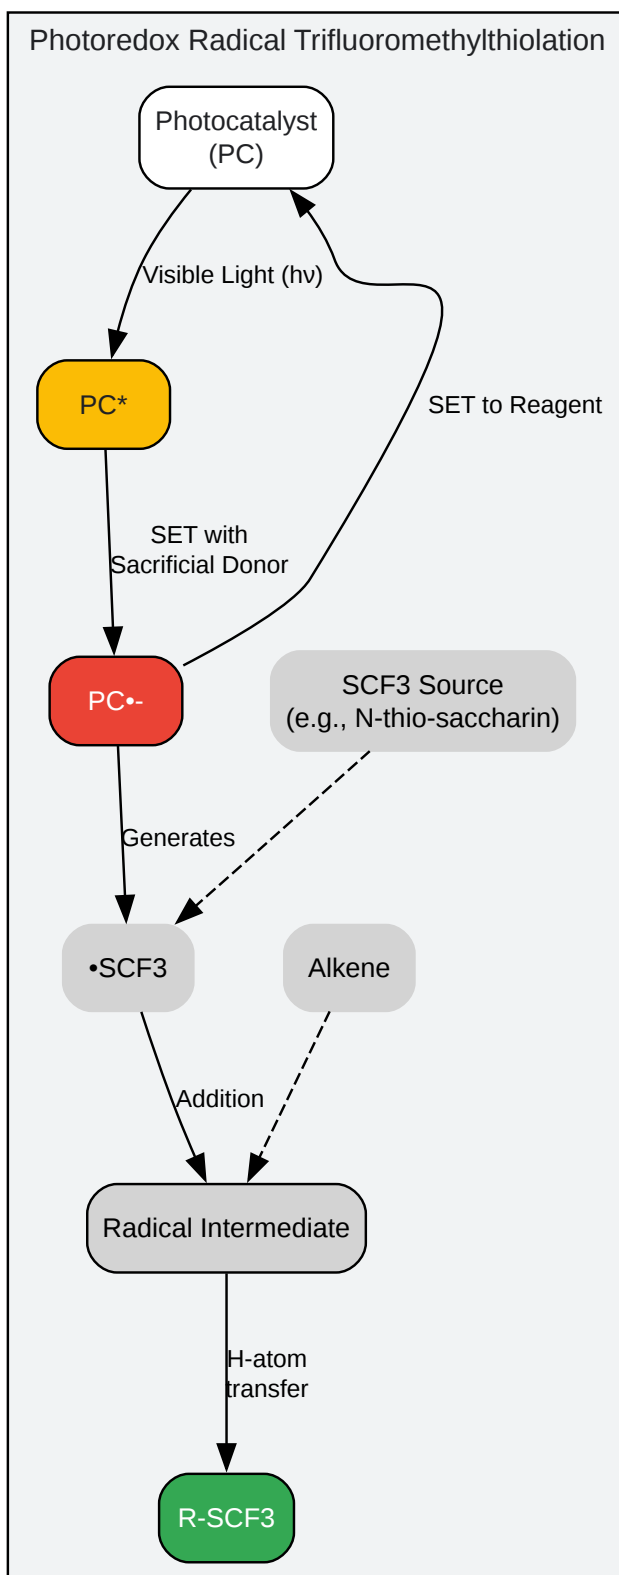 Photoredox Radical Trifluoromethylthiolation
Photocatalyst
(PC)
Visible Light (hν)
PC*
SET to Reagent
SET with
Sacrificial Donor
PC•-
SCF3 Source
(e.g., N-thio-saccharin)
Generates
•SCF3
Alkene
Addition
Radical Intermediate
H-atom
transfer
R-SCF3